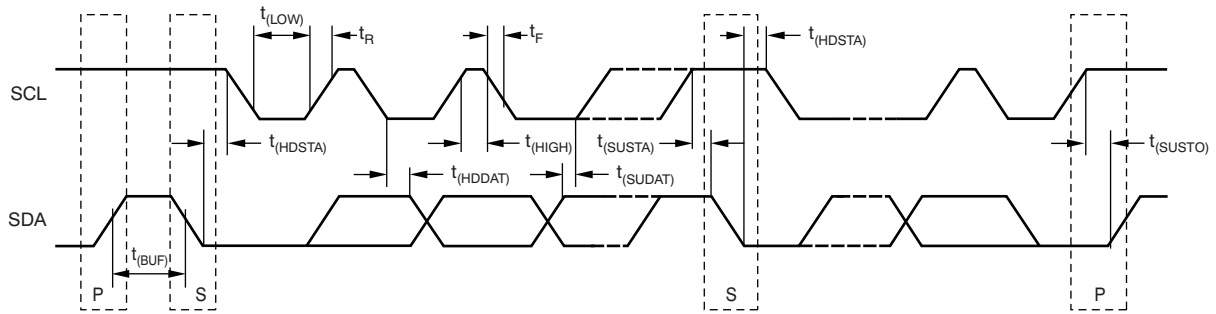 t(LOW)
tR
tF
t(HDSTA)
SCL
t(HDSTA)
t(HIGH)
t(SUSTA)
t(SUSTO)
t(HDDAT)
t(SUDAT)
SDA
t(BUF)
P
S
S
P